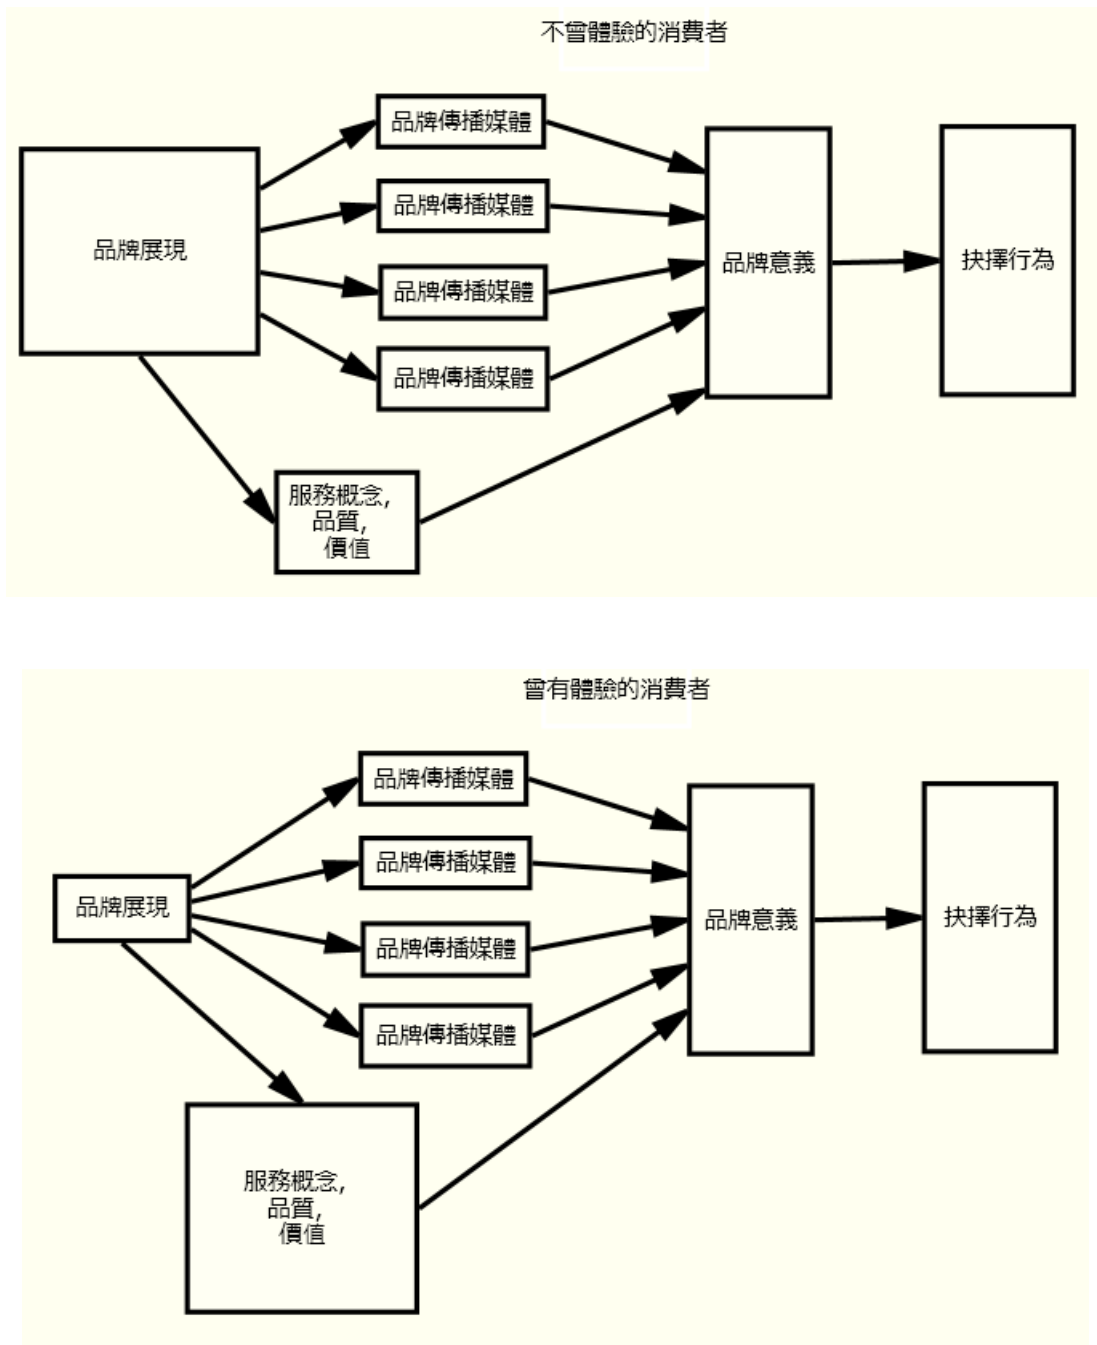 不曾體驗的消費者
品牌傳播媒體
品牌傳播媒體
品牌展現
品牌意義
抉擇行為
品牌傳播媒體
品牌傳播媒體
服務概念,
品質,
價值
曾有體驗的消費者
品牌傳播媒體
品牌傳播媒體
品牌展現
品牌意義
抉擇行為
品牌傳播媒體
品牌傳播媒體
服務概念,
品質,
價值